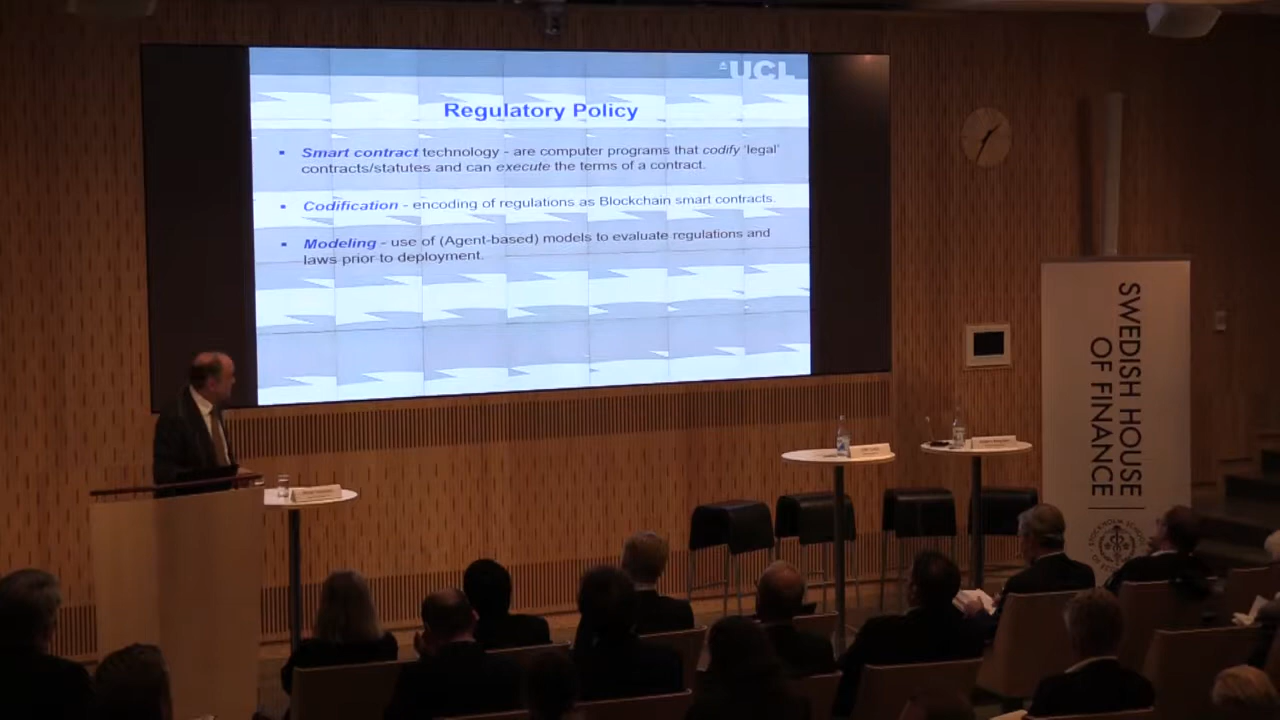 UCL
Regulatory Policy
▪ Smart contract technology - are computer programs that codify 'legal'
contracts/statutes and can execute the terms of a contract.
▪ Codification - encoding of regulations as Blockchain smart contracts.
▪ Modeling - use of (Agent-based) models to evaluate regulations and
laws prior to deployment.
SWEDISH HOUSE
OF FINANCE